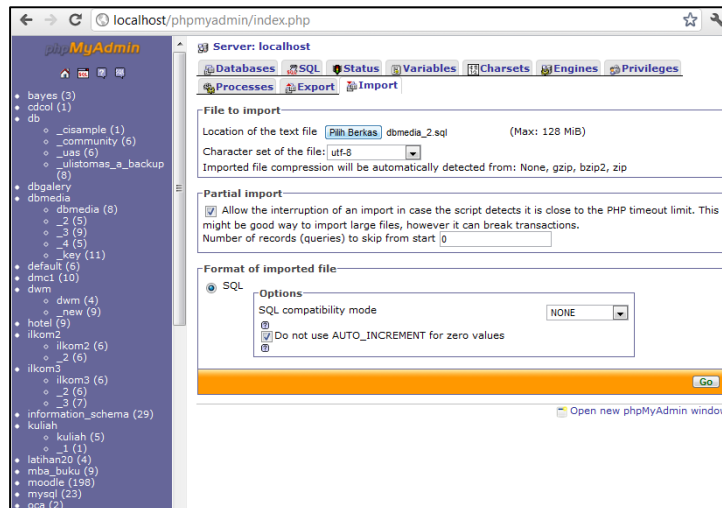 localhost/phpmyadmin/index.php
phpMyAdmin
bayes (3)
cdcol (1)
db
_cisample (1)
_community (6)
_uas (6)
_ulistomas_a_backup
(8)
dbgalery
dbmedia
dbmedia (8)
_2 (5)
_3 (9)
_4 (5)
_key (11)
default (6)
dmc1 (10)
dwm
dwm (4)
_new (9)
hotel (9)
ilkom2
ilkom2 (6)
_2 (6)
ilkom3
ilkom3 (6)
_2 (6)
_3 (7)
information_schema (29)
kuliah
kuliah (5)
_1 (1)
latihan20 (4)
mba_buku (9)
moodle (198)
mysql (23)
oca (2)
Server: localhost
Databases SQL Status Variables Charsets Engines Privileges
Processes Export Import
File to import
Location of the text file Pilih Berkas dbmedia_2.sql (Max: 128 MiB)
Character set of the file: utf-8
Imported file compression will be automatically detected from: None, gzip, bzip2, zip
Partial import
Allow the interruption of an import in case the script detects it is close to the PHP timeout limit. This
might be good way to import large files, however it can break transactions.
Number of records (queries) to skip from start 0
Format of imported file
SQL
Options
SQL compatibility mode NONE
Do not use AUTO_INCREMENT for zero values
Go
Open new phpMyAdmin window